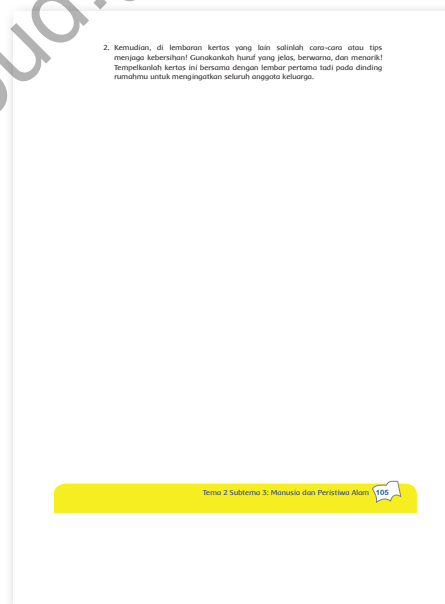 2. Kemudian, di lembaran kertas yang lain salinlah cara-cara atau tips
menjaga kebersihan! Gunakankah huruf yang jelas, berwarna, dan menarik!
Tempelkanlah kertas ini bersama dengan lembar pertama tadi pada dinding
rumahmu untuk mengingatkan seluruh anggota keluarga.
Tema 2 Subtema 3: Manusia dan Peristiwa Alam 105